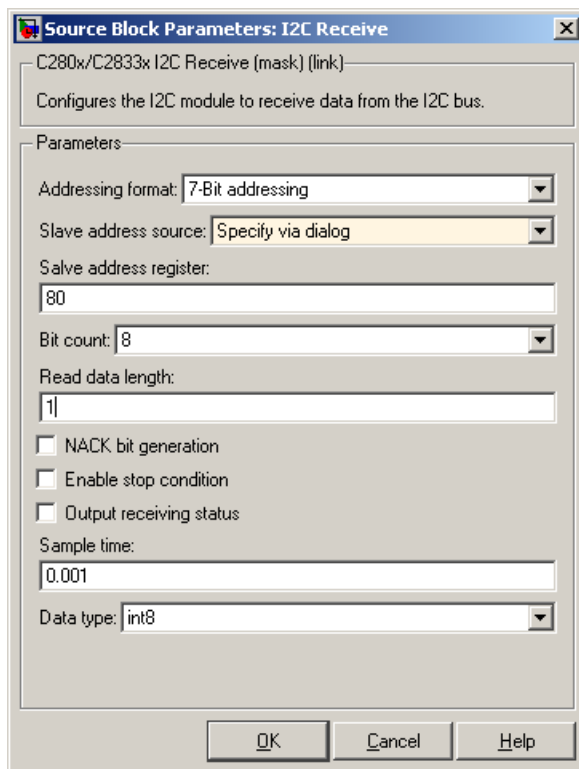 Source Block Parameters: I2C Receive
C280x/C2833x I2C Receive (mask) (link)
Configures the I2C module to receive data from the I2C bus.
Parameters
Addressing format: 7-Bit addressing
Slave address source: Specify via dialog
Salve address register:
80
Bit count: 8
Read data length:
1
NACK bit generation
Enable stop condition
Output receiving status
Sample time:
0.001
Data type: int8
OK Cancel Help